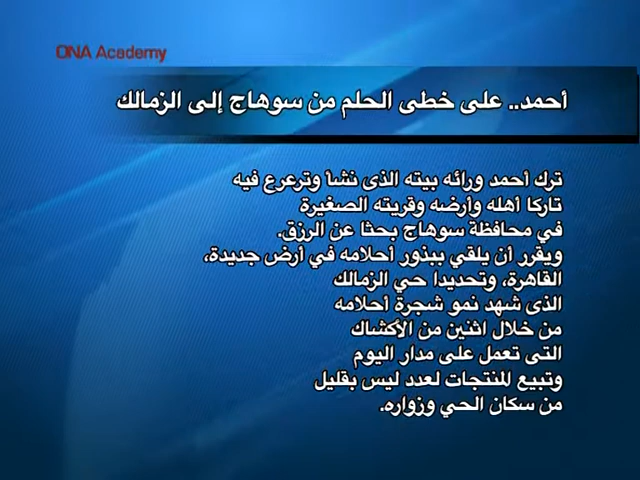 ONA Academy
أحمد.. على خطى الحلم من سوهاج إلى الزمالك
ترك أحمد ورائه بيته الذى نشأ وترعرع فيه
تاركا أهله وأرضه وقريته الصغيرة
في محافظة سوهاج بحثا عن الرزق.
ويقرر أن يلقي ببذور أحلامه في أرض جديدة،
القاهرة، وتحديدا حي الزمالك
الذى شهد نمو شجرة أحلامه
من خلال اثنين من الأكشاك
التى تعمل على مدار اليوم
وتبيع المنتجات لعدد ليس بقليل
من سكان الحي وزواره.